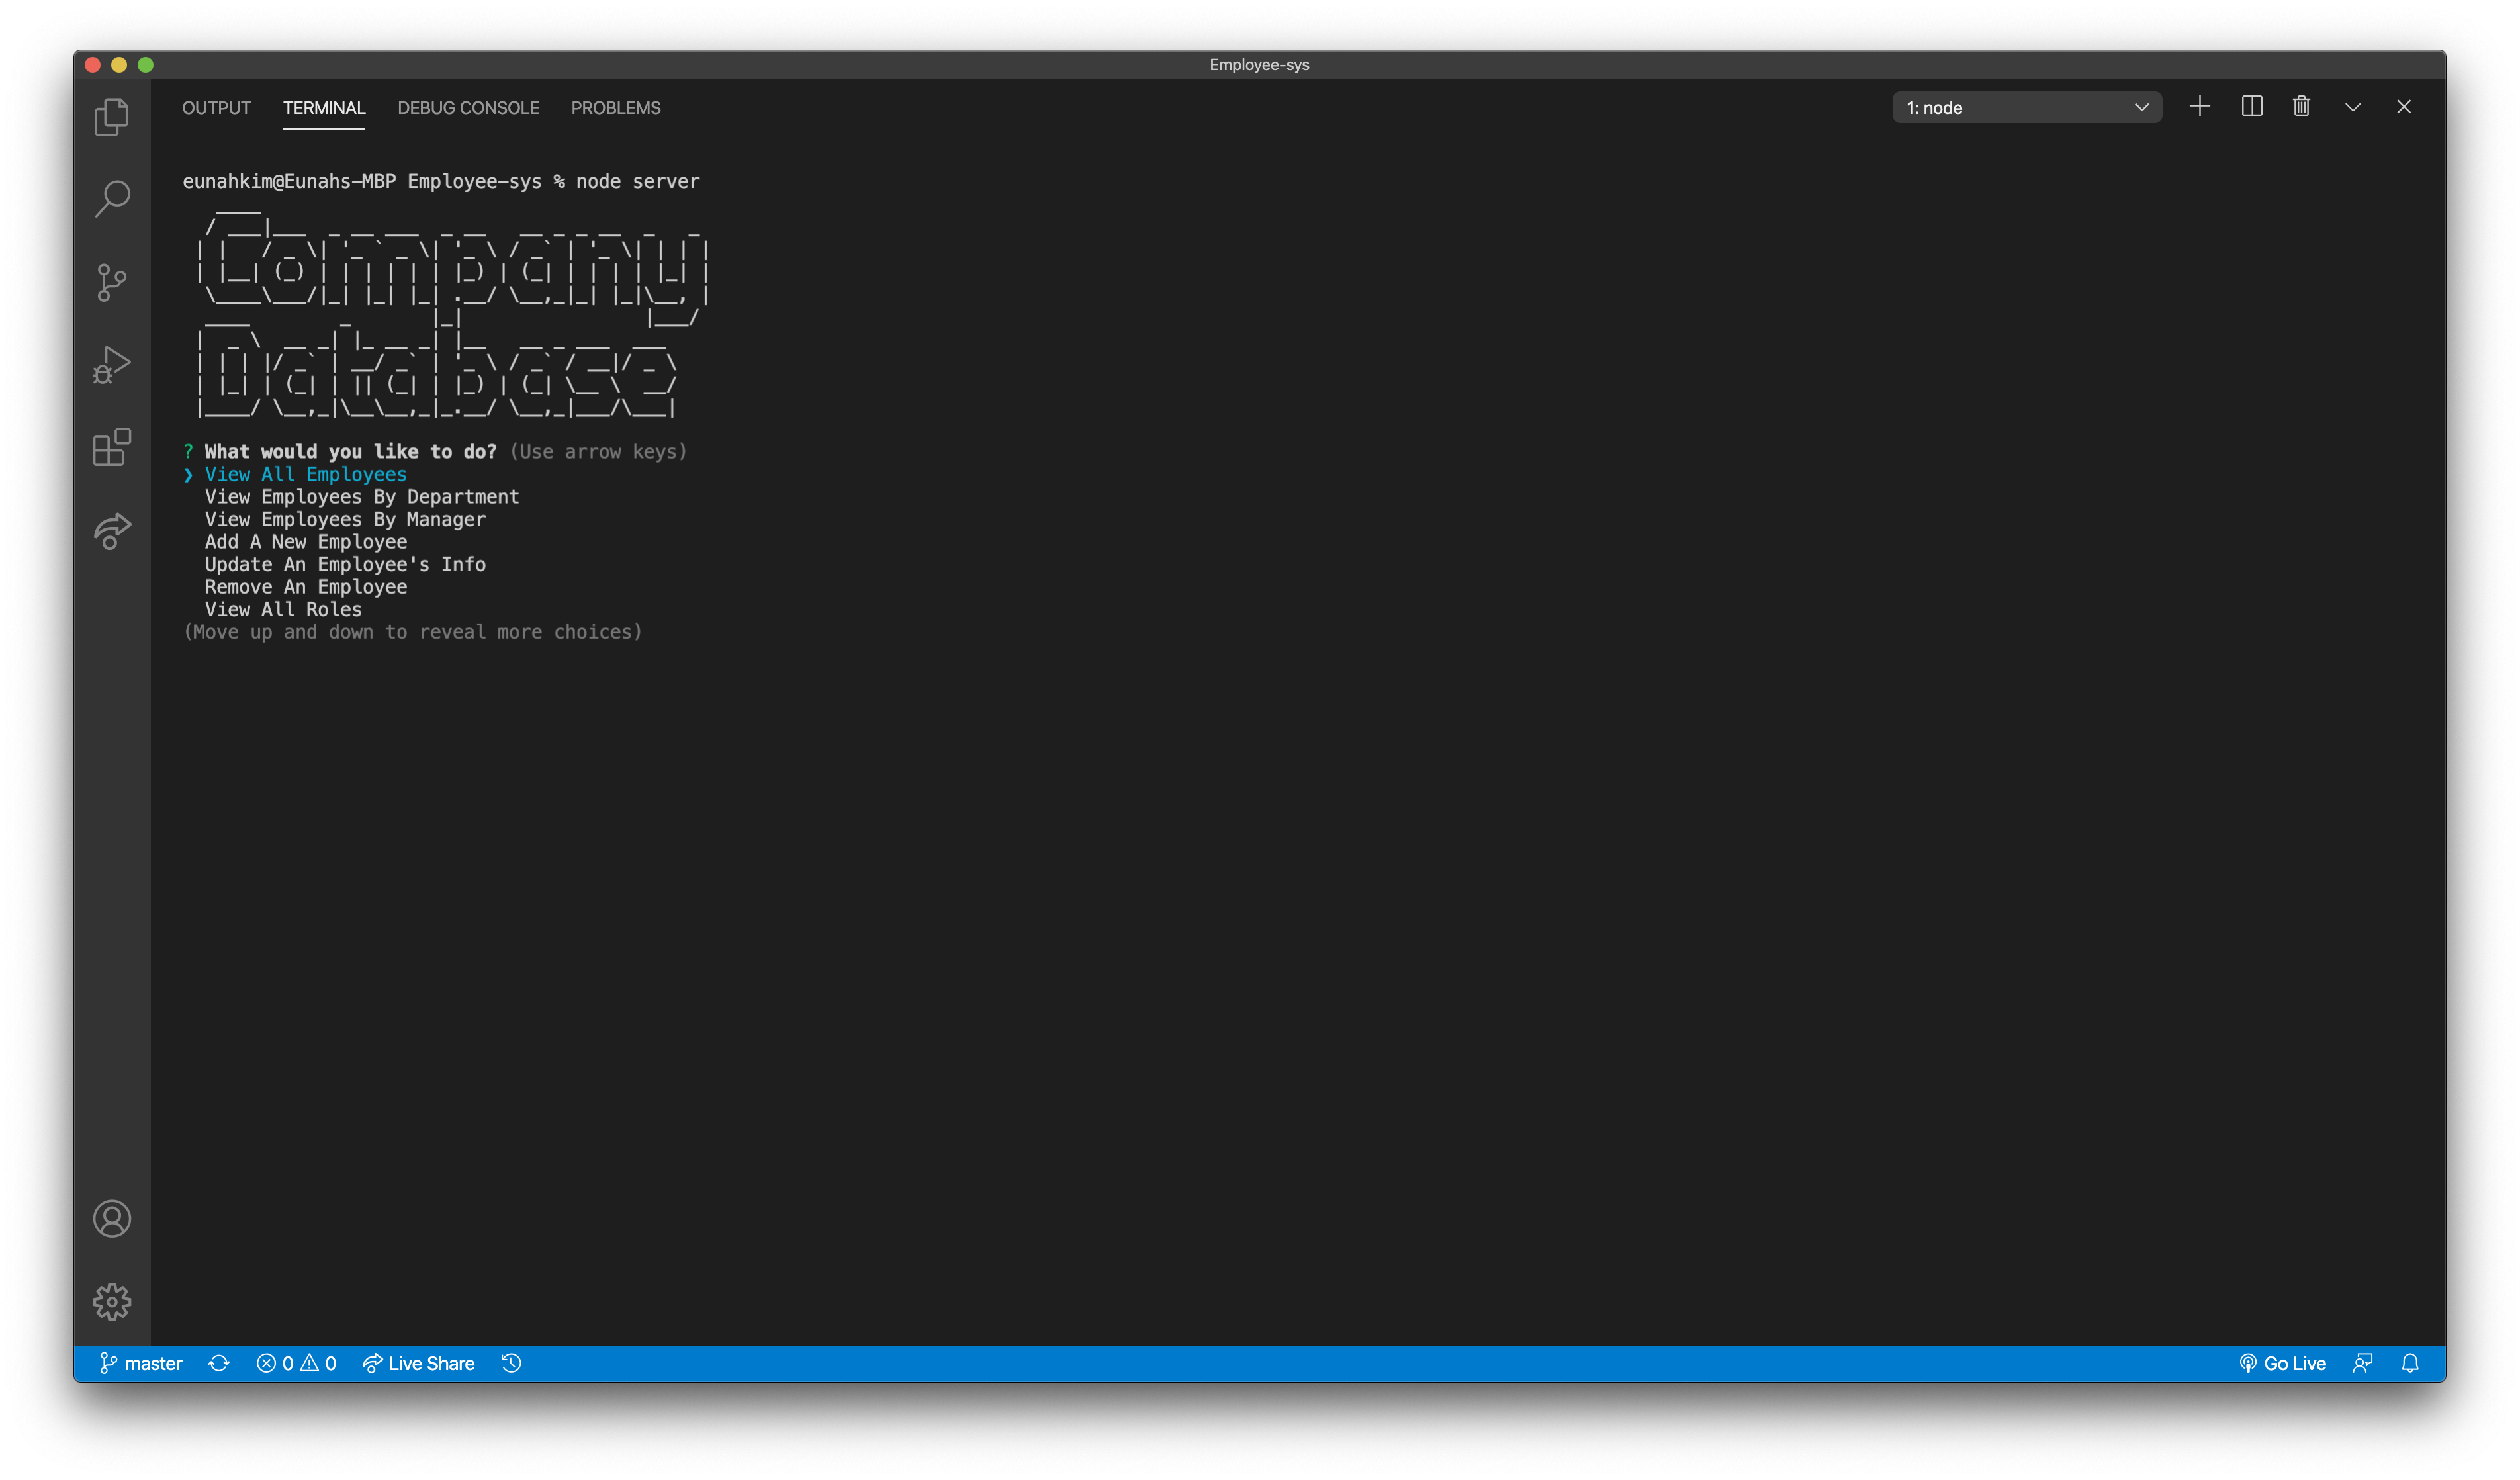 Employee-sys
OUTPUT TERMINAL DEBUG CONSOLE PROBLEMS 1: node
eunahkim@Eunahs-MBP Employee-sys % node server
Company
Database
? What would you like to do? (Use arrow keys)
❯ View All Employees
View Employees By Department
View Employees By Manager
Add A New Employee
Update An Employee's Info
Remove An Employee
View All Roles
(Move up and down to reveal more choices)
master 0 0 Live Share Go Live